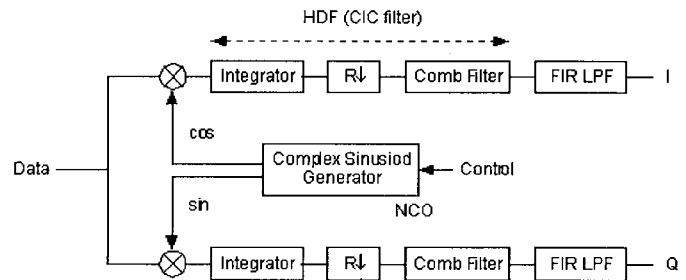 HDF (CIC filter)
Integrator R↓ Comb Filter FIR LPF I
cos
Data
Complex Sinusiod
Generator
Control
sin
NCO
Integrator R↓ Comb Filter FIR LPF Q